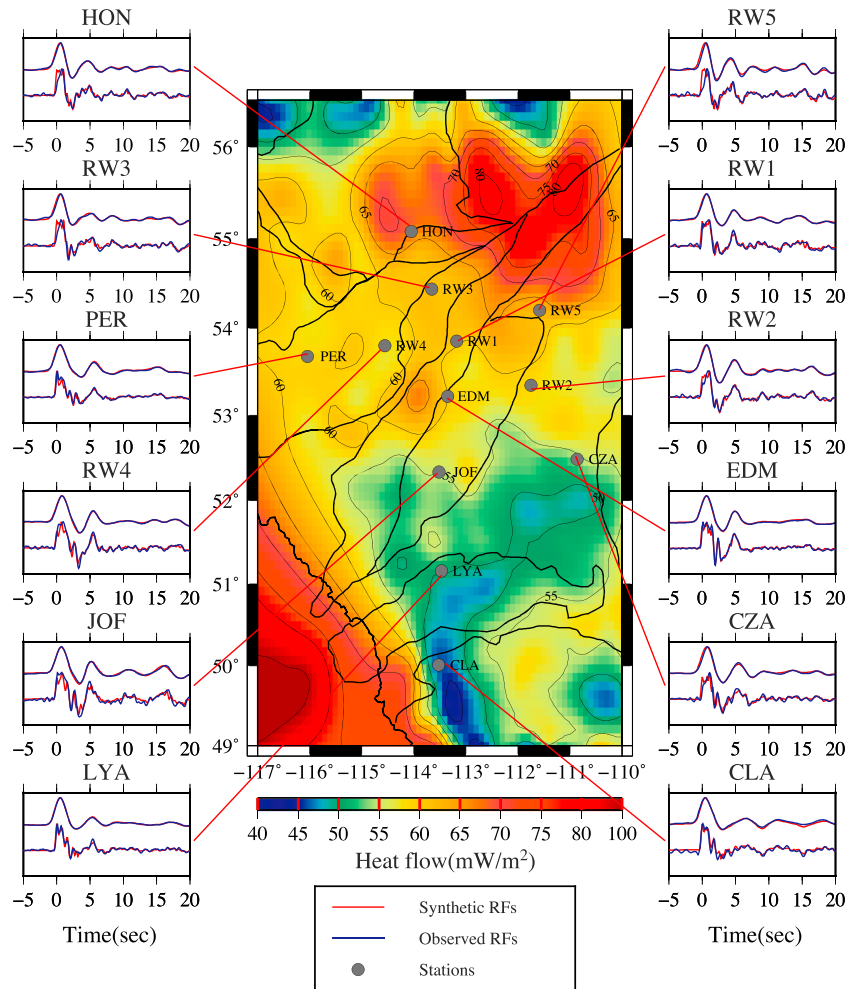 HON
RW5
−5 0 5 10 15 20
−5 0 5 10 15 20
RW3
RW1
−5 0 5 10 15 20
−5 0 5 10 15 20
PER
RW2
−5 0 5 10 15 20
−5 0 5 10 15 20
RW4
EDM
−5 0 5 10 15 20
−5 0 5 10 15 20
JOF
CZA
−5 0 5 10 15 20
−5 0 5 10 15 20
LYA
CLA
−5 0 5 10 15 20
−5 0 5 10 15 20
Time(sec)
Time(sec)
56°
55°
54°
53°
52°
51°
50°
49°
−117° −116° −115° −114° −113° −112° −111° −110°
70
80
70
75
65
65
HON
60
RW3
RW5
RW4
RW1
PER
60
60
RW2
EDM
60
JOF
55
CZA
50
LYA
55
CLA
40 45 50 55 60 65 70 75 80 100
Heat flow(mW/m²)
Synthetic RFs
Observed RFs
Stations